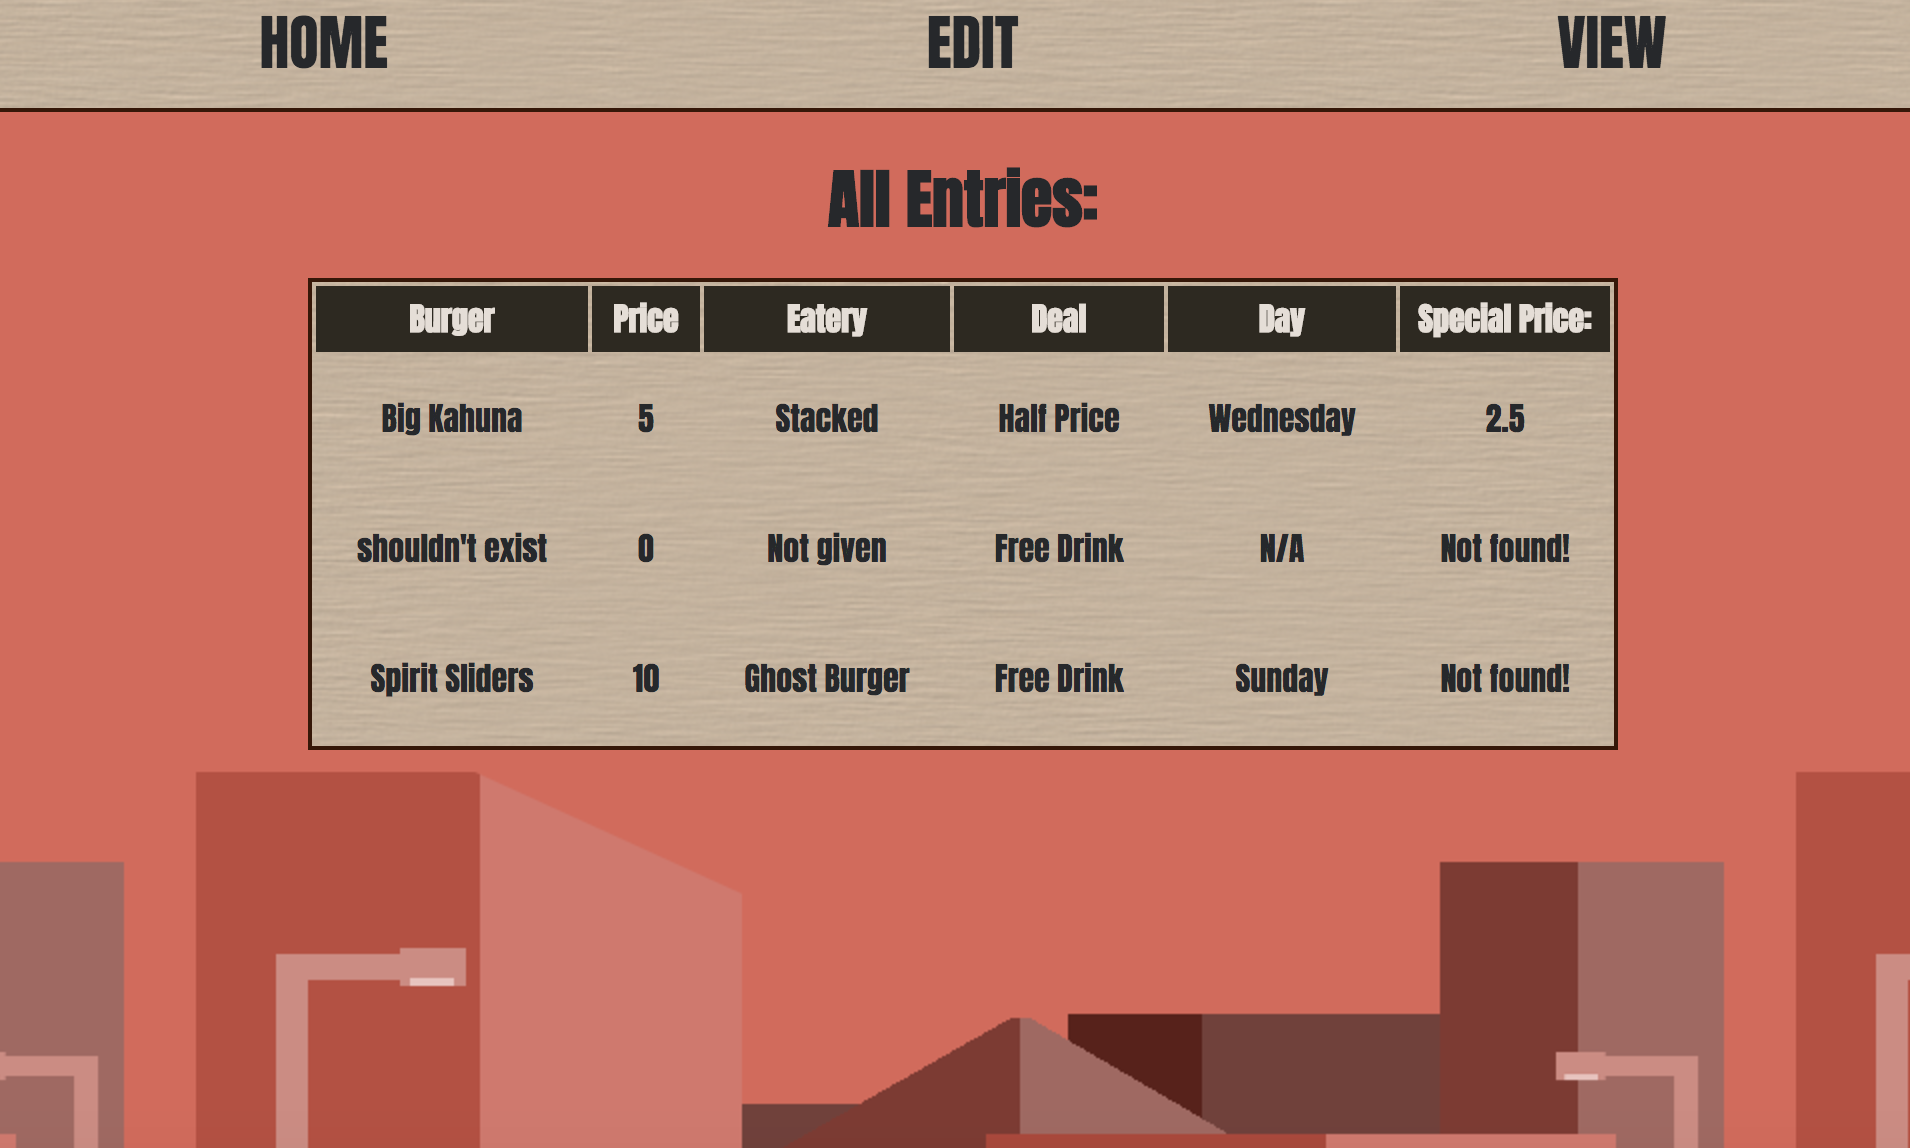 HOME EDIT VIEW
All Entries:
Burger Price Eatery Deal Day Special Price:
Big Kahuna 5 Stacked Half Price Wednesday 2.5
shouldn't exist 0 Not given Free Drink N/A Not found!
Spirit Sliders 10 Ghost Burger Free Drink Sunday Not found!